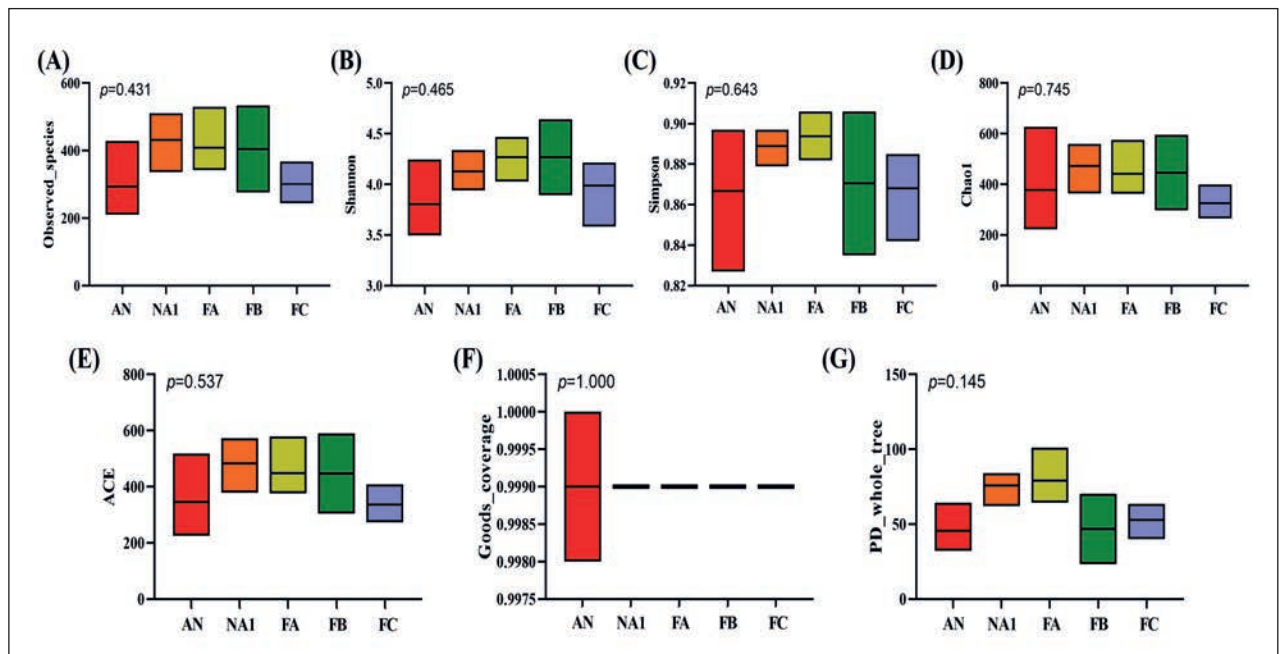 (A)
p=0.431
Observed_species
600
400
200
0
AN NA1 FA FB FC
(B)
p=0.465
Shannon
5.0
4.5
4.0
3.5
3.0
AN NA1 FA FB FC
(C)
p=0.643
Simpson
0.92
0.90
0.88
0.86
0.84
0.82
AN NA1 FA FB FC
(D)
p=0.745
Chao1
800
600
400
200
0
AN NA1 FA FB FC
(E)
p=0.537
ACE
800
600
400
200
0
AN NA1 FA FB FC
(F)
p=1.000
Goods_coverage
1.0005
1.0000
0.9995
0.9990
0.9985
0.9980
0.9975
AN NA1 FA FB FC
(G)
p=0.145
PD_whole_tree
150
100
50
0
AN NA1 FA FB FC